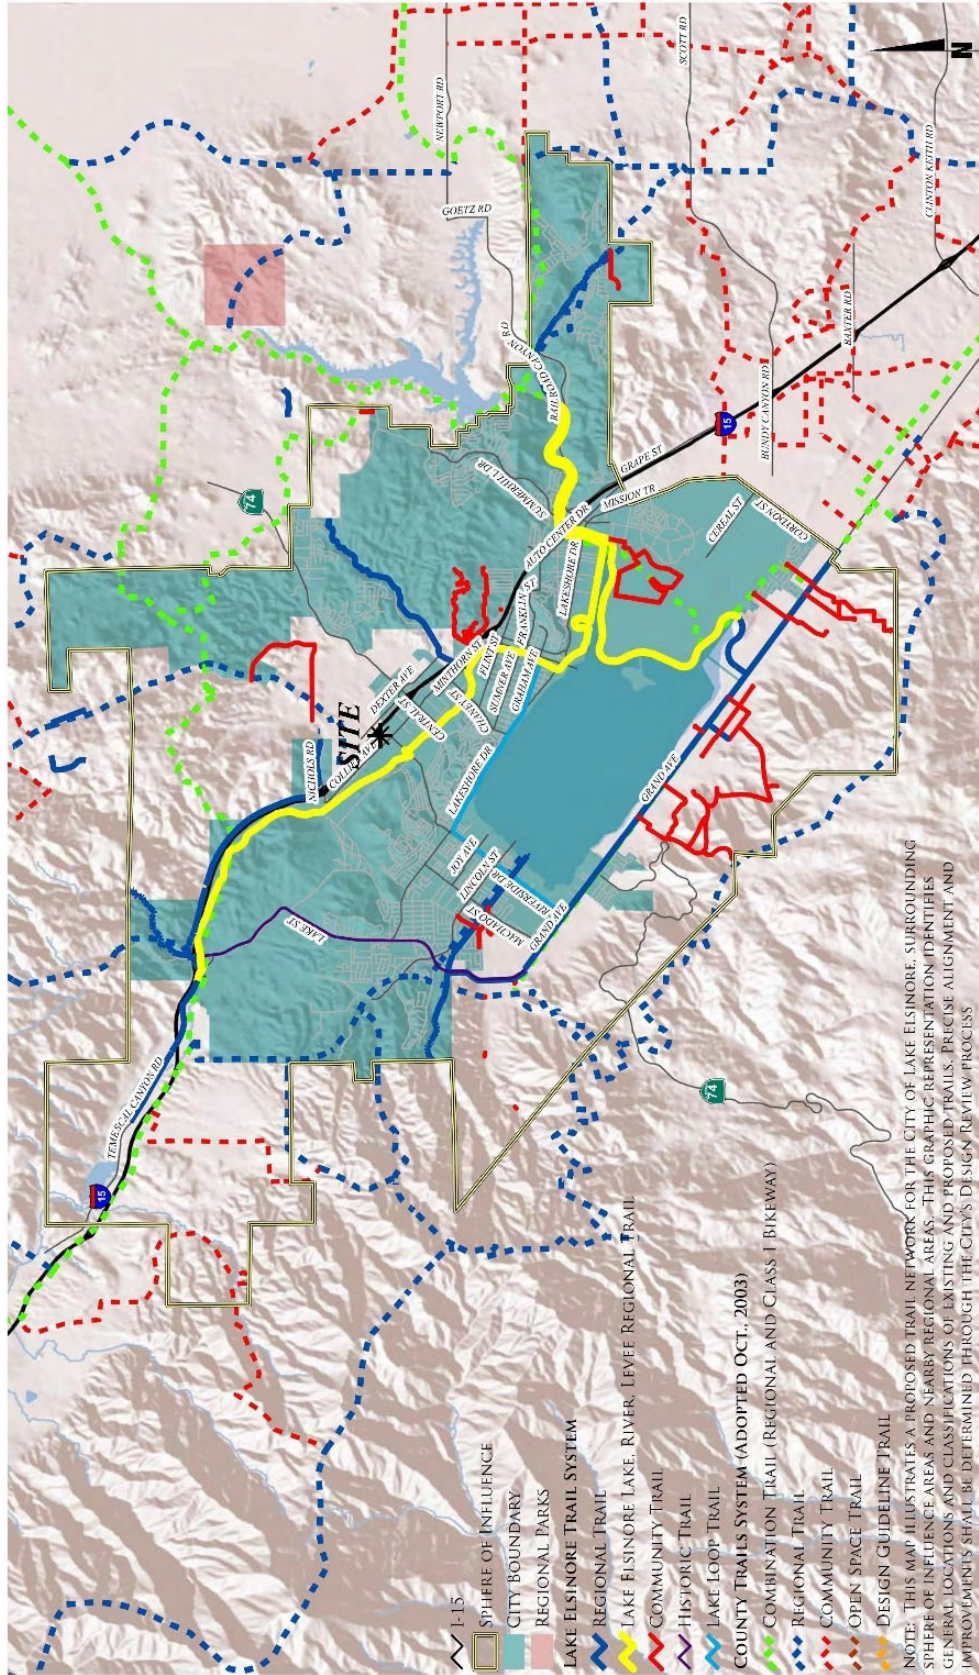 I-15
SPHERE OF INFLUENCE
CITY BOUNDARY
REGIONAL PARKS
LAKE ELSINORE TRAIL SYSTEM
REGIONAL TRAIL
LAKE ELSINORE LAKE, RIVER, LEVEE REGIONAL TRAIL
COMMUNITY TRAIL
HISTORIC TRAIL
LAKE LOOP TRAIL
COUNTY TRAILS SYSTEM (ADOPTED OCT., 2003)
COMBINATION TRAIL (REGIONAL AND CLASS I BIKEWAY)
REGIONAL TRAIL
COMMUNITY TRAIL
OPEN SPACE TRAIL
DESIGN GUIDELINE TRAIL
NOTE: THIS MAP ILLUSTRATES A PROPOSED TRAIL NETWORK FOR THE CITY OF LAKE ELSINORE, SURROUNDING
SPHERE OF INFLUENCE AREAS AND NEARBY REGIONAL AREAS. THIS GRAPHIC REPRESENTATION IDENTIFIES
GENERAL LOCATIONS AND CLASSIFICATIONS OF EXISTING AND PROPOSED TRAILS. PRECISE ALIGNMENT AND
IMPROVEMENTS SHALL BE DETERMINED THROUGH THE CITY'S DESIGN REVIEW PROCESS
15
TEMESCAL CANYON RD
LAKE ST
NICHOLS RD
SITE
DEXTER AVE
CENTRAL ST
MINTHORN ST
CHANEY ST
FLINT ST
SUMNER AVE
FRANKLIN ST
GRAHAM AVE
LAKESHORE DR
JOY AVE
LINCOLN ST
MACHADO ST
RIVERSIDE DR
GRAND AVE
GRAND AVE
74
74
SUMMERHILL DR
AUTO CENTER DR
LAKESHORE DR
RAILROAD CANYON RD
GRAPE ST
MISSION TR
CEREAL ST
CORYDON ST
15
BUNDY CANYON RD
BAXTER RD
CLINTON KEITH RD
SCOTT RD
NEWPORT RD
GOETZ RD
N